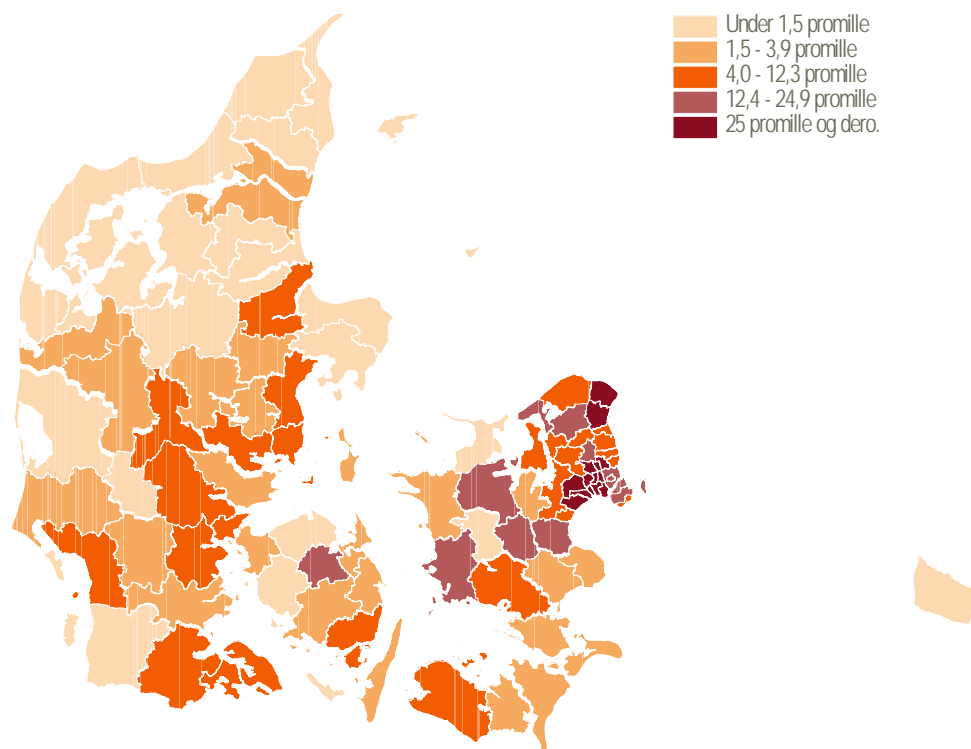 Under 1,5 promille
1,5 - 3,9 promille
4,0 - 12,3 promille
12,4 - 24,9 promille
25 promille og dero.